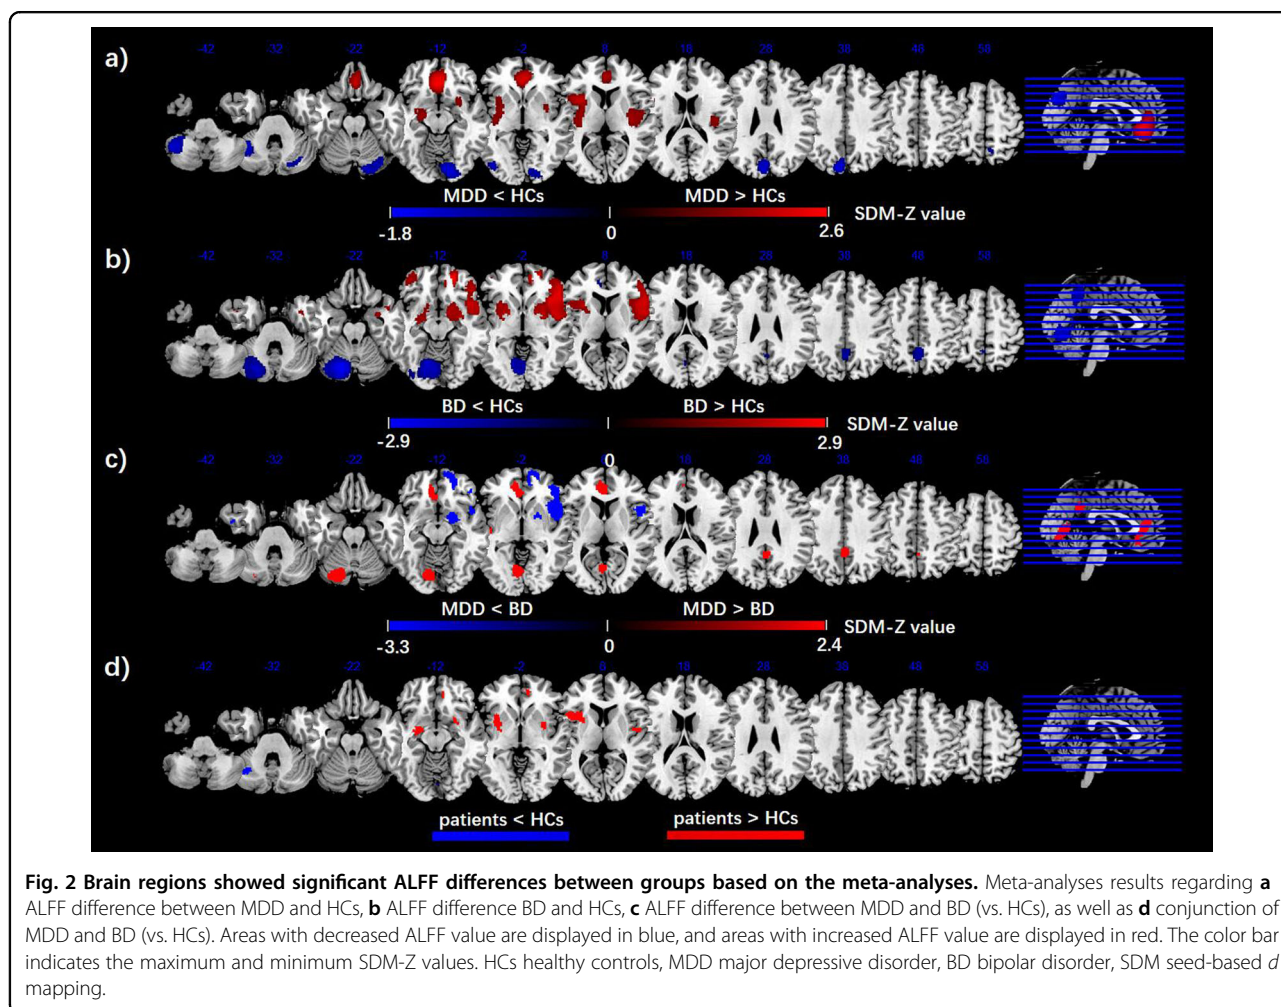 a)
-42 -32 -22 -12 -2 8 18 28 38 48 58
MDD < HCs MDD > HCs
SDM-Z value
-1.8 0 2.6
b)
-42 -32 -22 -12 -2 8 18 28 38 48 58
BD < HCs BD > HCs
SDM-Z value
-2.9 2.9
c)
-42 -32 -22 -12 -2 0 18 28 38 48 58
MDD < BD MDD > BD
SDM-Z value
-3.3 0 2.4
d)
-42 -32 -22 -12 -2 8 18 28 38 48 58
patients < HCs patients > HCs
Fig. 2 Brain regions showed significant ALFF differences between groups based on the meta-analyses. Meta-analyses results regarding a
ALFF difference between MDD and HCs, b ALFF difference BD and HCs, c ALFF difference between MDD and BD (vs. HCs), as well as d conjunction of
MDD and BD (vs. HCs). Areas with decreased ALFF value are displayed in blue, and areas with increased ALFF value are displayed in red. The color bar
indicates the maximum and minimum SDM-Z values. HCs healthy controls, MDD major depressive disorder, BD bipolar disorder, SDM seed-based d
mapping.